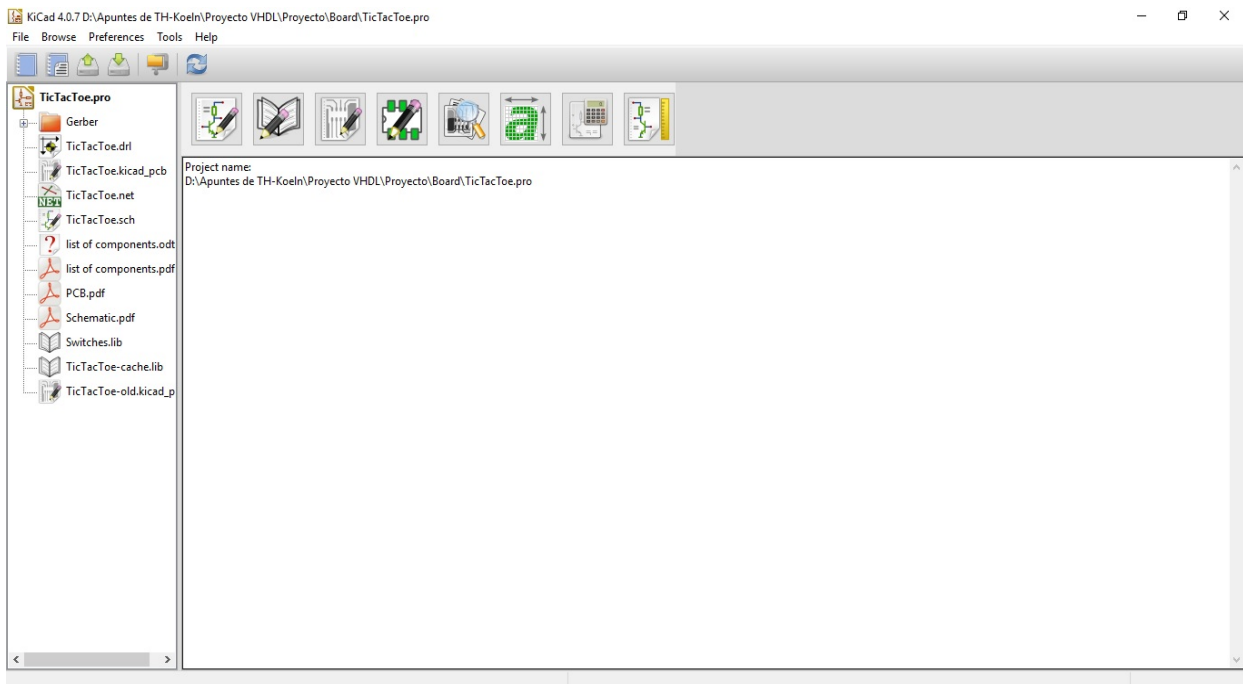 KiCad 4.0.7 D:\Apuntes de TH-Koeln\Proyecto VHDL\Proyecto\Board\TicTacToe.pro
File Browse Preferences Tools Help
TicTacToe.pro
Gerber
TicTacToe.drl
TicTacToe.kicad_pcb
NET TicTacToe.net
TicTacToe.sch
? list of components.odt
list of components.pdf
PCB.pdf
Schematic.pdf
Switches.lib
TicTacToe-cache.lib
TicTacToe-old.kicad_p
a
Project name:
D:\Apuntes de TH-Koeln\Proyecto VHDL\Proyecto\Board\TicTacToe.pro